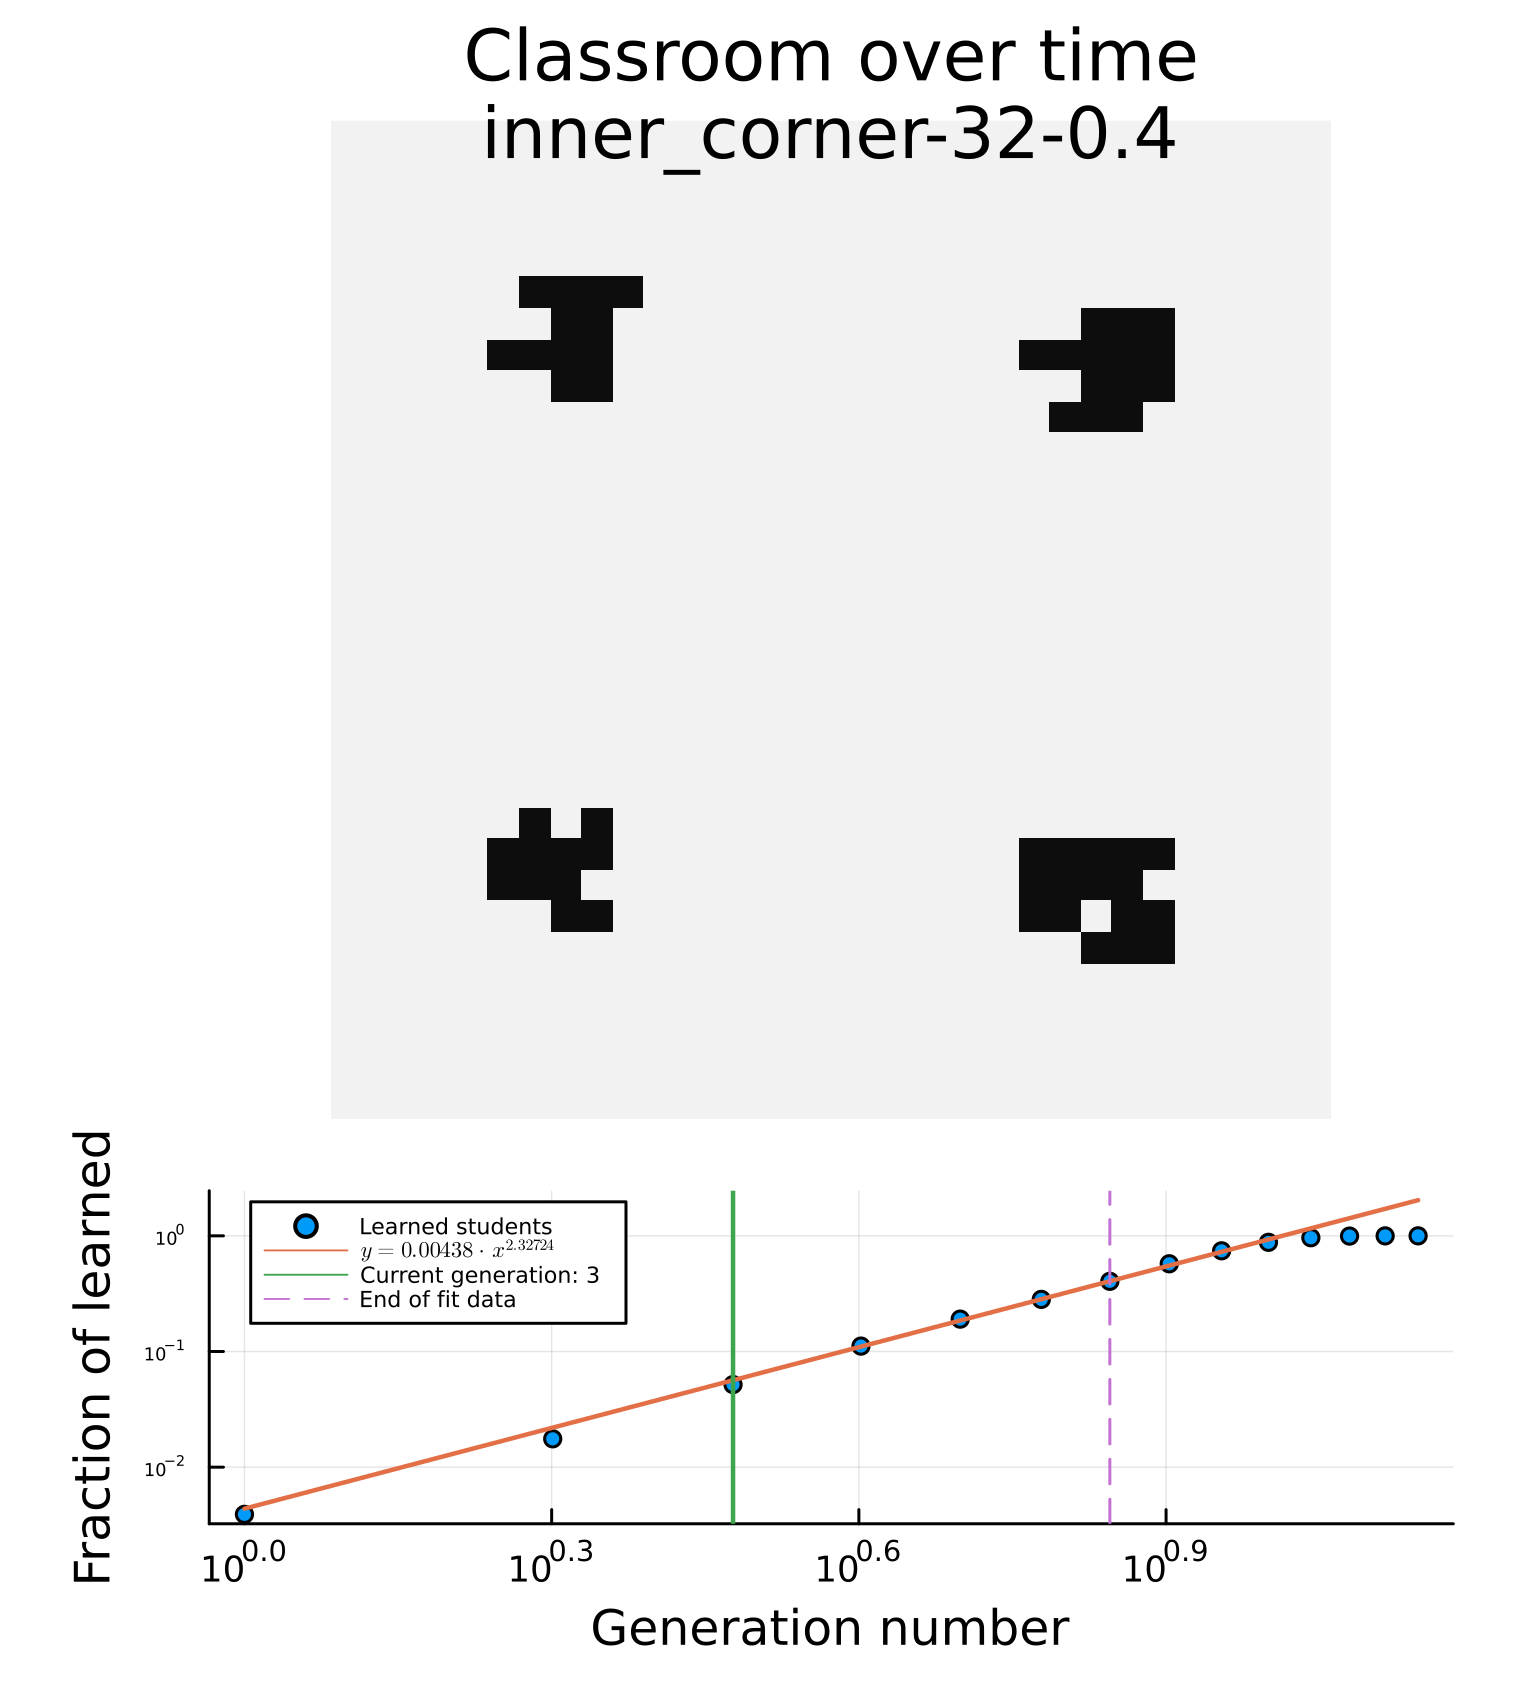 Classroom over time
inner_corner-32-0.4
Fraction of learned
10^0
10^−1
10^−2
Learned students
y = 0.00438 · x^2.32724
Current generation: 3
End of fit data
10^0.0
10^0.3
10^0.6
10^0.9
Generation number